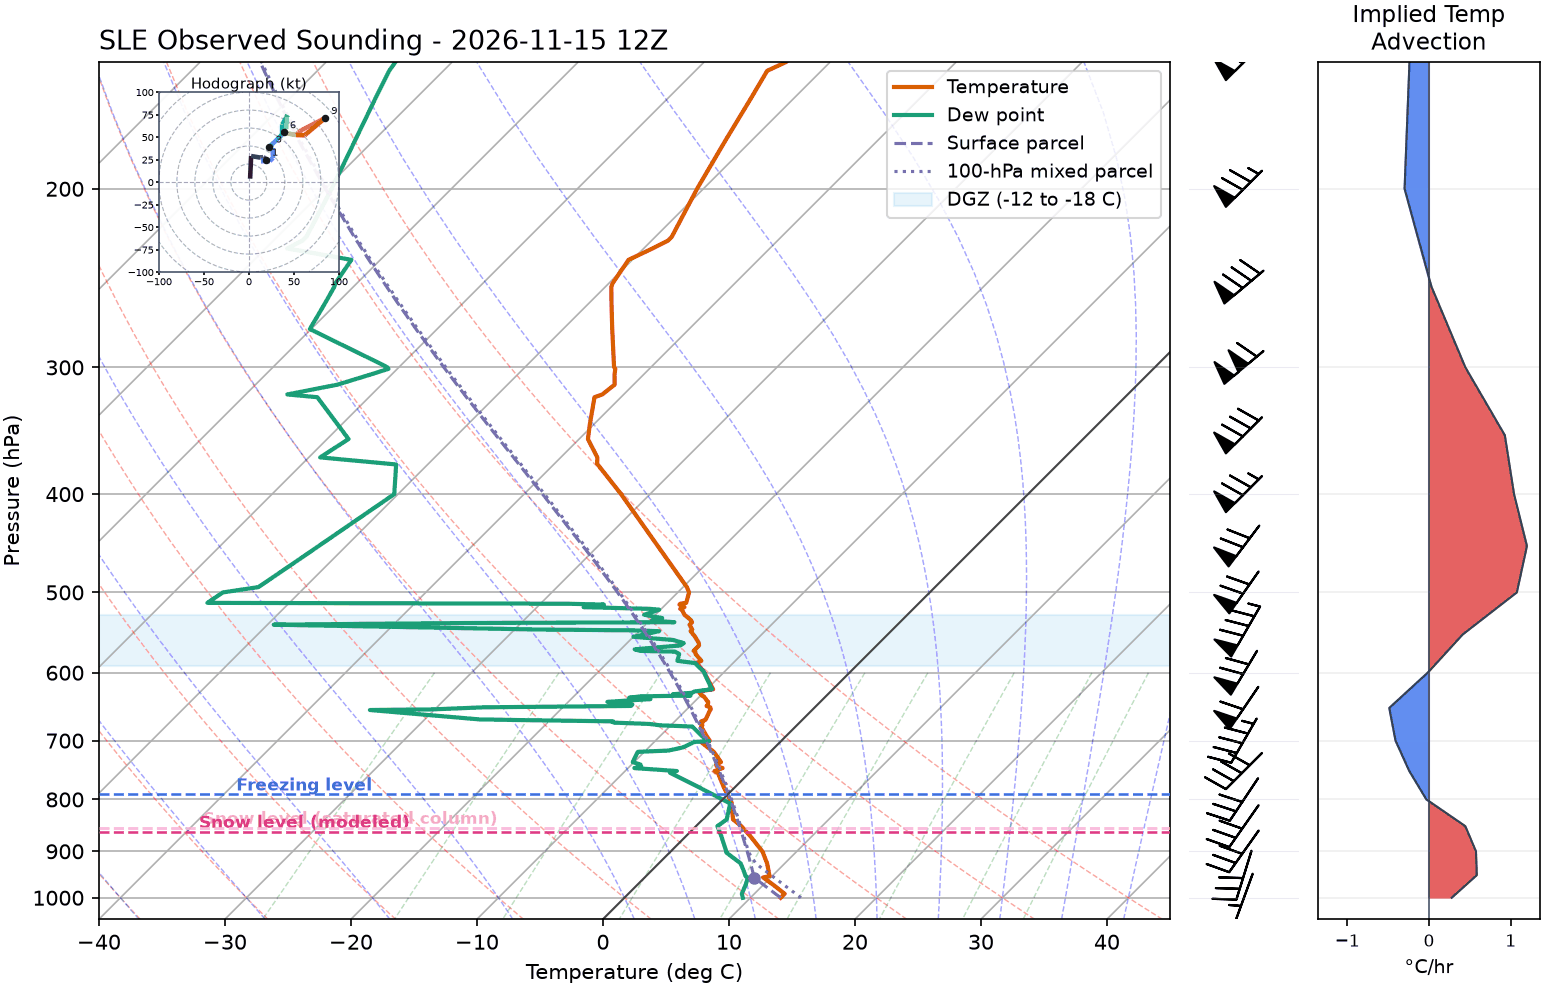 SLE Observed Sounding - 2026-11-15 12Z
Implied Temp
Advection
Hodograph (kt)
100
75
50
25
0
−25
−50
−75
−100
−100
−50
0
50
100
6
9
Temperature
Dew point
Surface parcel
100-hPa mixed parcel
DGZ (-12 to -18 C)
200
300
400
500
600
700
800
900
1000
Pressure (hPa)
Freezing level
column)
Snow level (modeled)
−40
−30
−20
−10
0
10
20
30
40
Temperature (deg C)
−1
0
1
°C/hr